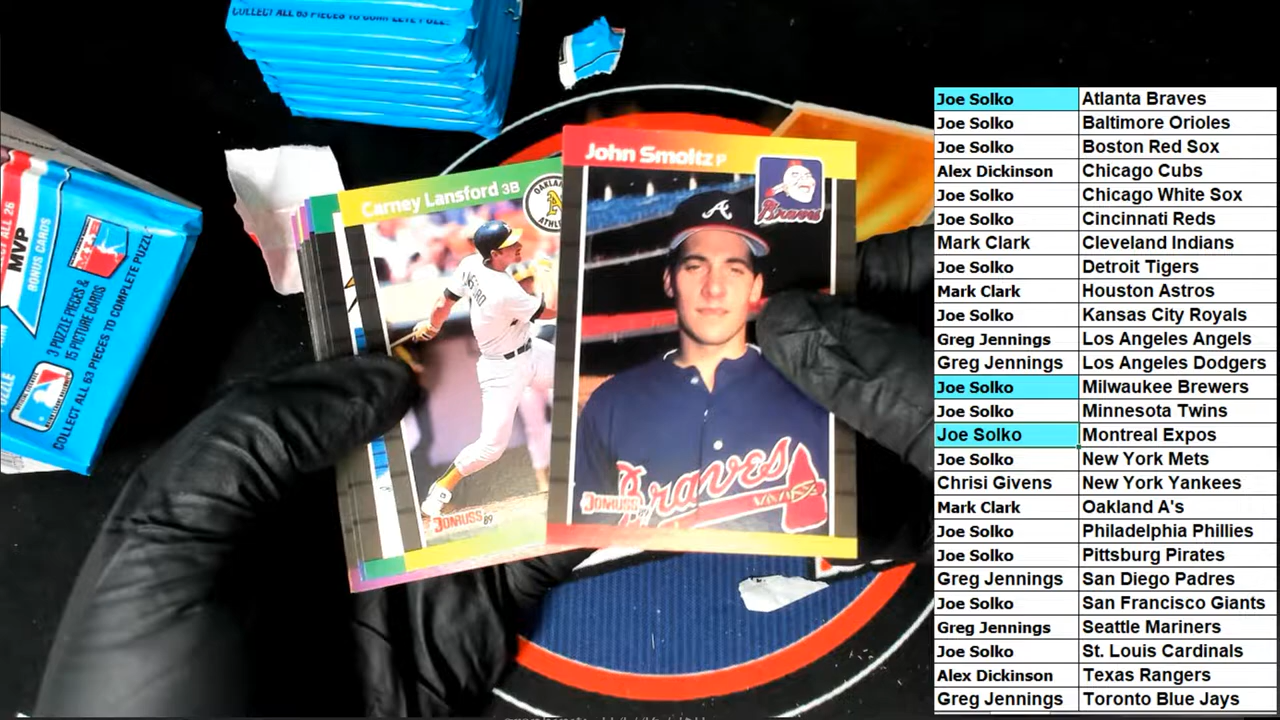 COLLECT ALL 63 PIECES TO COMPLETE PUZZLE
MVP
BONUS CARDS
3 PUZZLE PIECES &
15 PICTURE CARDS
COLLECT ALL 63 PIECES TO COMPLETE PUZZLE
Carney Lansford 3B
OAKLAND
A's
DONRUSS 89
John Smoltz P
Braves
A
Braves
DONRUSS
Joe Solko Atlanta Braves
Joe Solko Baltimore Orioles
Joe Solko Boston Red Sox
Alex Dickinson Chicago Cubs
Joe Solko Chicago White Sox
Joe Solko Cincinnati Reds
Mark Clark Cleveland Indians
Joe Solko Detroit Tigers
Mark Clark Houston Astros
Joe Solko Kansas City Royals
Greg Jennings Los Angeles Angels
Greg Jennings Los Angeles Dodgers
Joe Solko Milwaukee Brewers
Joe Solko Minnesota Twins
Joe Solko Montreal Expos
Joe Solko New York Mets
Chrisi Givens New York Yankees
Mark Clark Oakland A's
Joe Solko Philadelphia Phillies
Joe Solko Pittsburg Pirates
Greg Jennings San Diego Padres
Joe Solko San Francisco Giants
Greg Jennings Seattle Mariners
Joe Solko St. Louis Cardinals
Alex Dickinson Texas Rangers
Greg Jennings Toronto Blue Jays